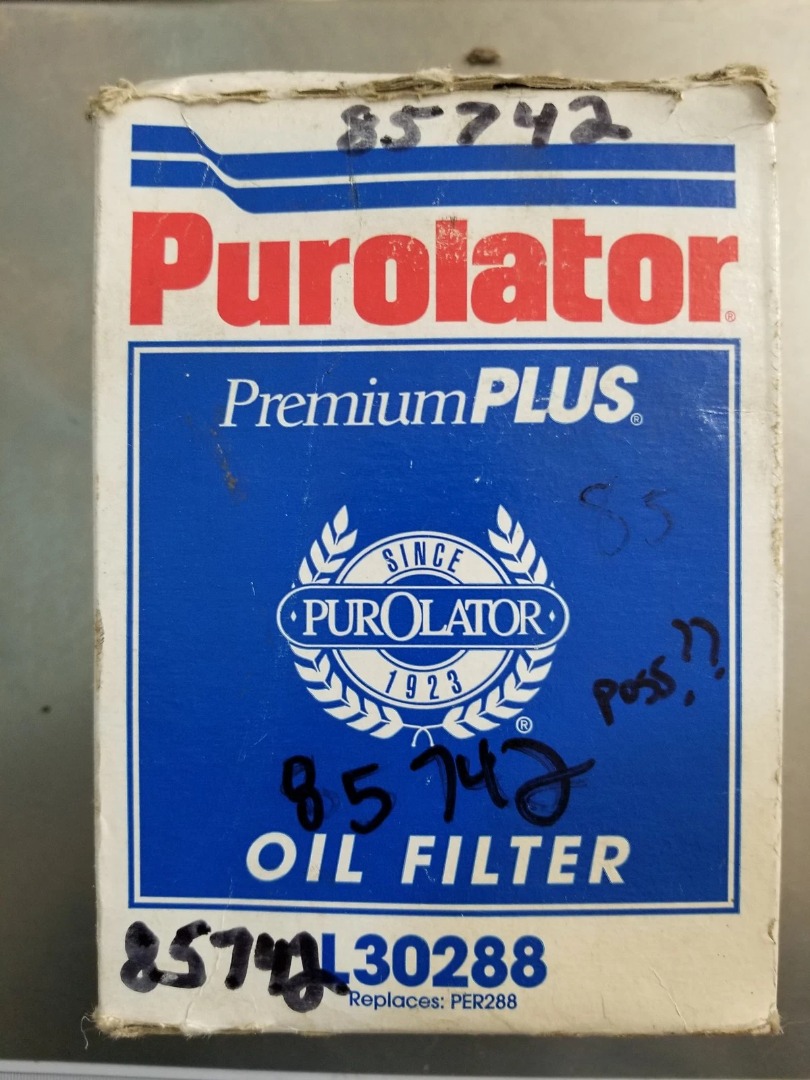 85742
Purolator®
PremiumPLUS®
85
SINCE
PUROLATOR
1923
®
poss,??
85742
OIL FILTER
85742 L30288
Replaces: PER288